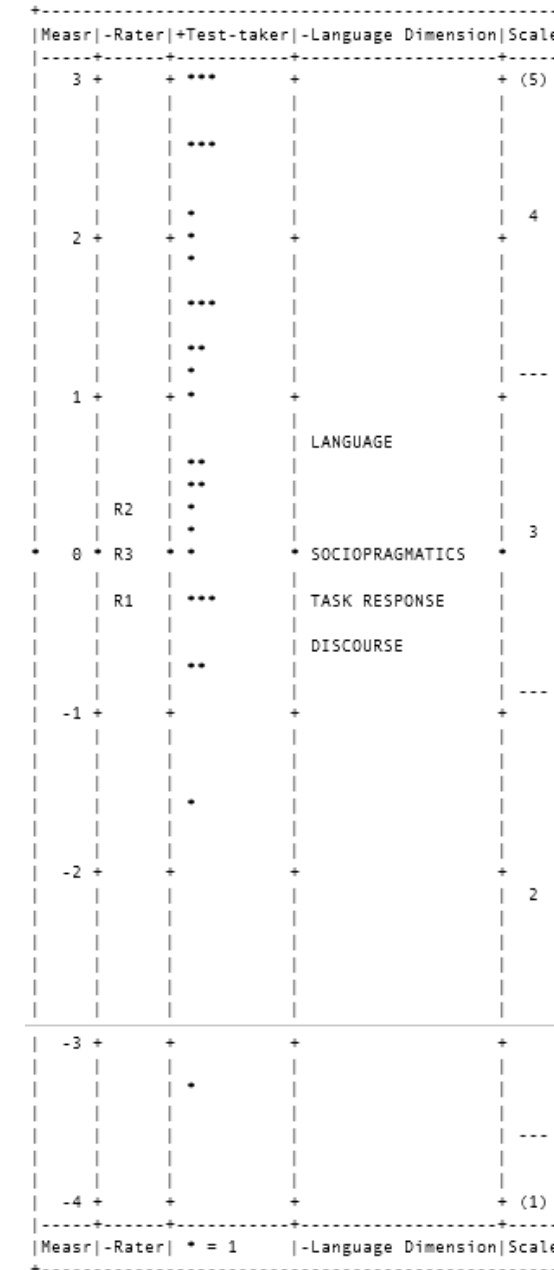 |Measr|-Rater|+Test-taker|-Language Dimension|Scale
3 + + *** + + (5)
***
* 4
2 + + * + +
*
***
**
* ---
1 + + * + +
LANGUAGE
**
**
R2 *
* 3
* 0 * R3 * * * SOCIOPRAGMATICS *
R1 *** TASK RESPONSE
DISCOURSE
**
---
-1 + + + +
*
-2 + + + +
2
-3 + + + +
*
---
-4 + + + + (1)
|Measr|-Rater| * = 1 |-Language Dimension|Scale